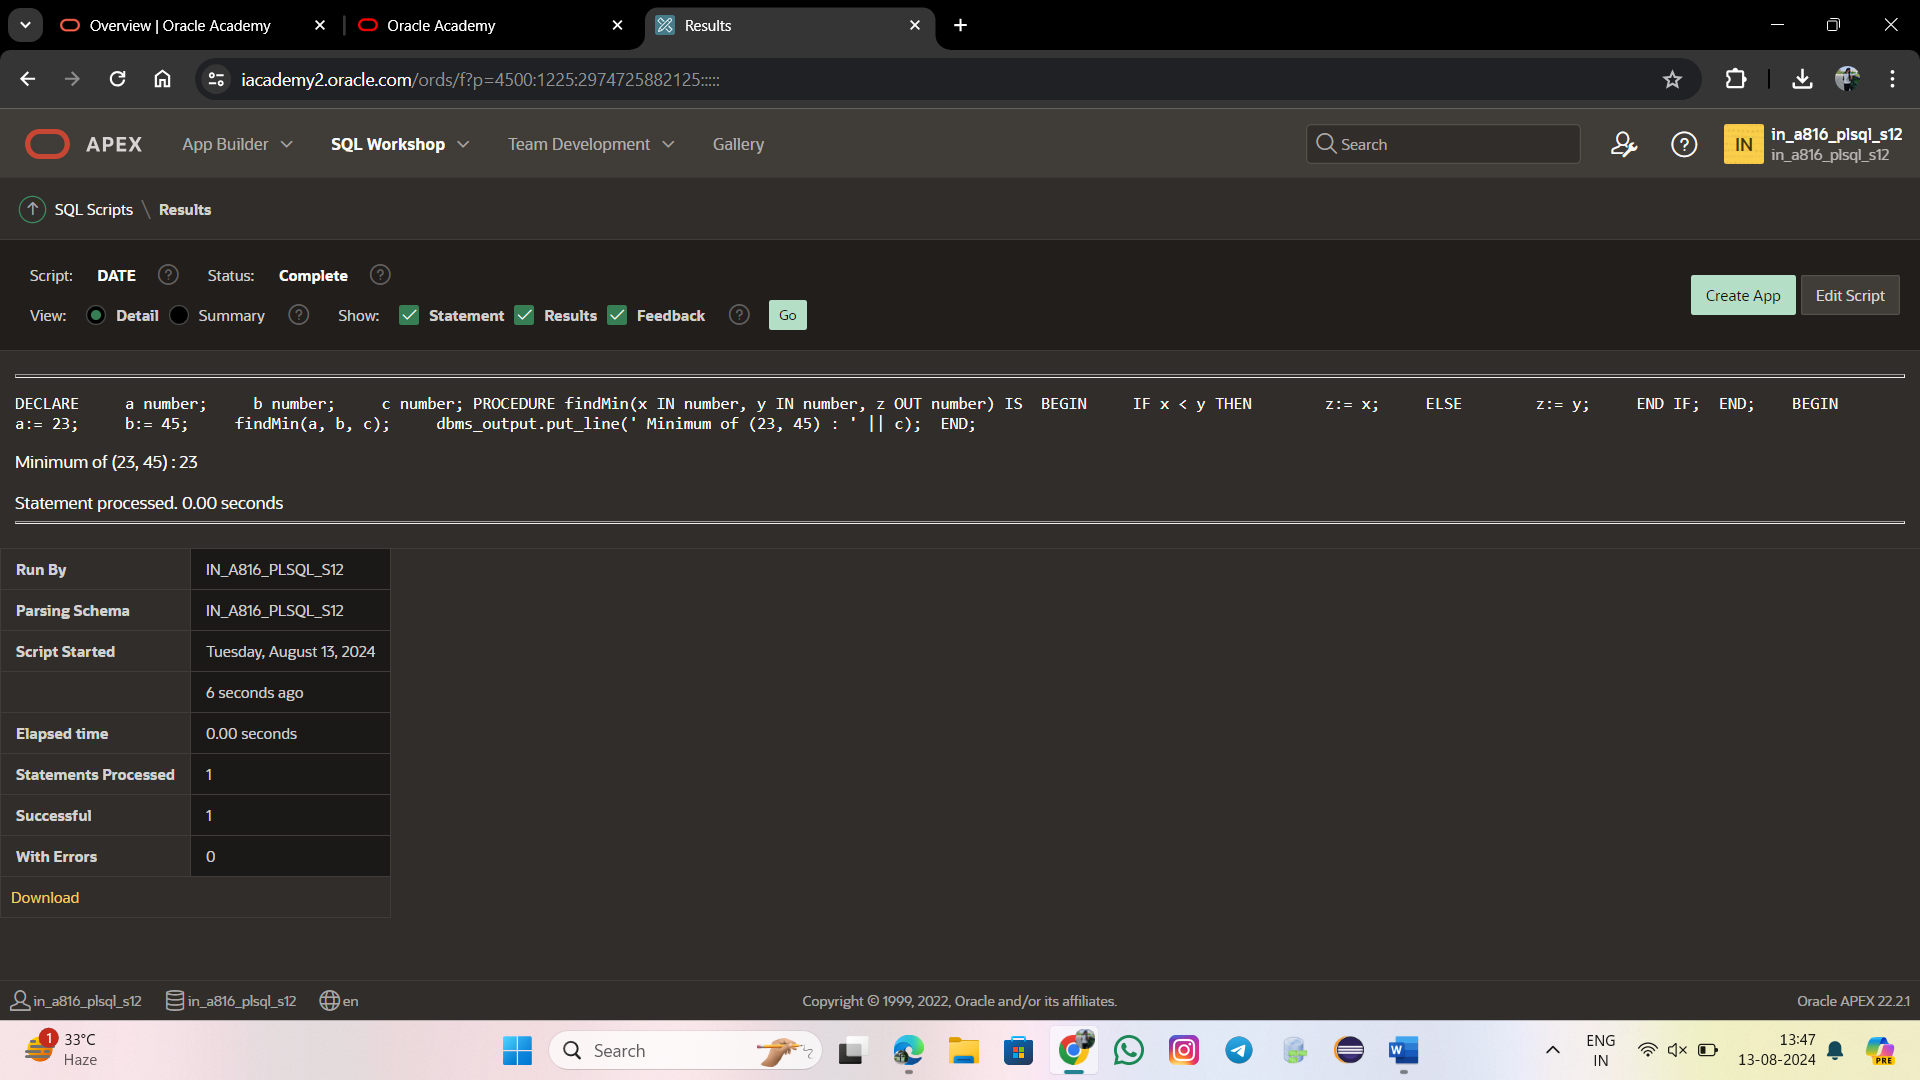 Overview | Oracle Academy
Oracle Academy
Results
iacademy2.oracle.com/ords/f?p=4500:1225:2974725882125:::::
APEX
App Builder
SQL Workshop
Team Development
Gallery
Search
IN
in_a816_plsql_s12
in_a816_plsql_s12
SQL Scripts \ Results
Script: DATE ? Status: Complete ?
View: Detail Summary ? Show: Statement Results Feedback ? Go
Create App
Edit Script
DECLARE     a number;     b number;     c number; PROCEDURE findMin(x IN number, y IN number, z OUT number) IS  BEGIN     IF x < y THEN        z:= x;     ELSE        z:= y;     END IF;  END;    BEGIN
a:= 23;     b:= 45;     findMin(a, b, c);     dbms_output.put_line(' Minimum of (23, 45) : ' || c);  END;
Minimum of (23, 45) : 23
Statement processed. 0.00 seconds
Run By IN_A816_PLSQL_S12
Parsing Schema IN_A816_PLSQL_S12
Script Started Tuesday, August 13, 2024
6 seconds ago
Elapsed time 0.00 seconds
Statements Processed 1
Successful 1
With Errors 0
Download
in_a816_plsql_s12 in_a816_plsql_s12 en
Copyright © 1999, 2022, Oracle and/or its affiliates.
Oracle APEX 22.2.1
1
33°C
Haze
Search
W
ENG
IN
13:47
13-08-2024
PRE